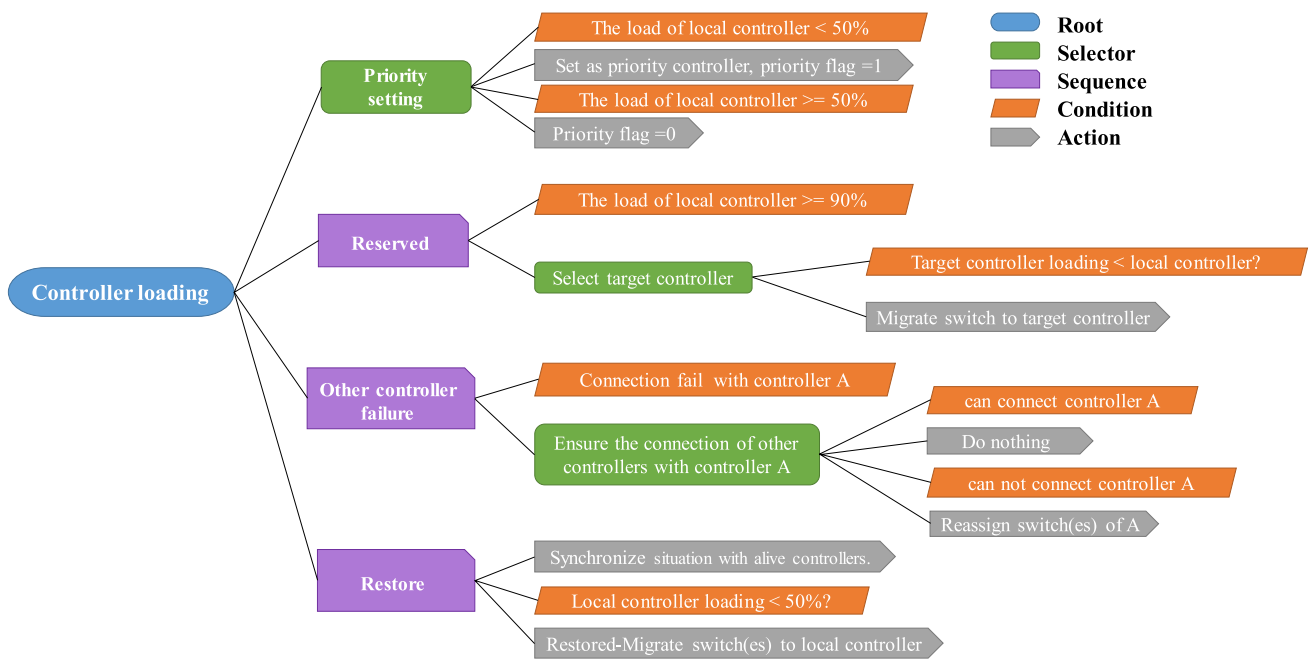 The load of local controller < 50%
Root
Priority
setting
Set as priority controller, priority flag =1
Selector
The load of local controller >= 50%
Sequence
Priority flag =0
Condition
Action
The load of local controller >= 90%
Reserved
Select target controller
Target controller loading < local controller?
Migrate switch to target controller
Controller loading
Other controller
failure
Connection fail with controller A
Ensure the connection of other
controllers with controller A
can connect controller A
Do nothing
can not connect controller A
Reassign switch(es) of A
Restore
Synchronize situation with alive controllers.
Local controller loading < 50%?
Restored-Migrate switch(es) to local controller